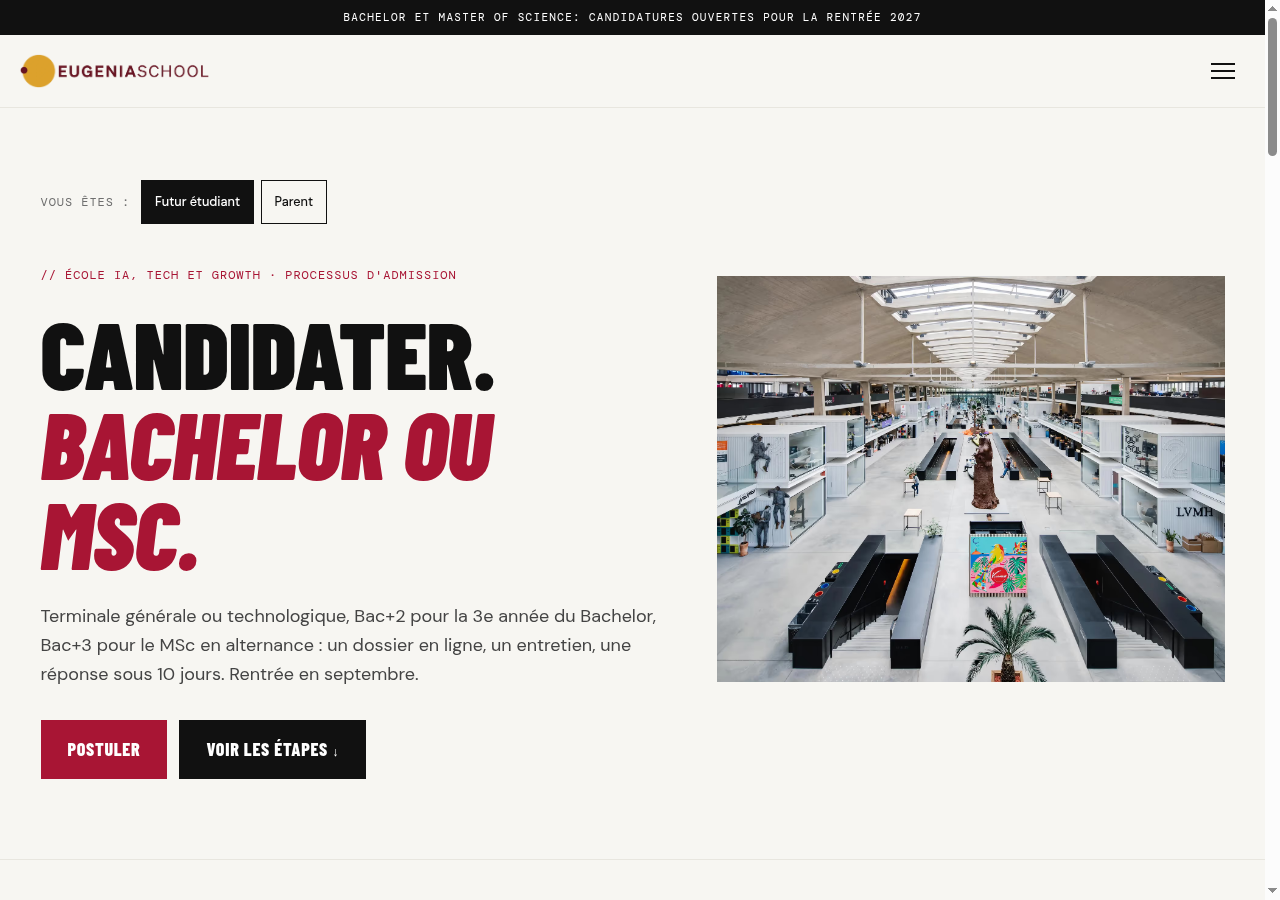 BACHELOR ET MASTER OF SCIENCE: CANDIDATURES OUVERTES POUR LA RENTRÉE 2027
EUGENIASCHOOL
VOUS ÊTES :
Futur étudiant
Parent
// ÉCOLE IA, TECH ET GROWTH · PROCESSUS D'ADMISSION
CANDIDATER.
BACHELOR OU
MSC.
Terminale générale ou technologique, Bac+2 pour la 3e année du Bachelor,
Bac+3 pour le MSc en alternance : un dossier en ligne, un entretien, une
réponse sous 10 jours. Rentrée en septembre.
POSTULER
VOIR LES ÉTAPES ↓
LVMH